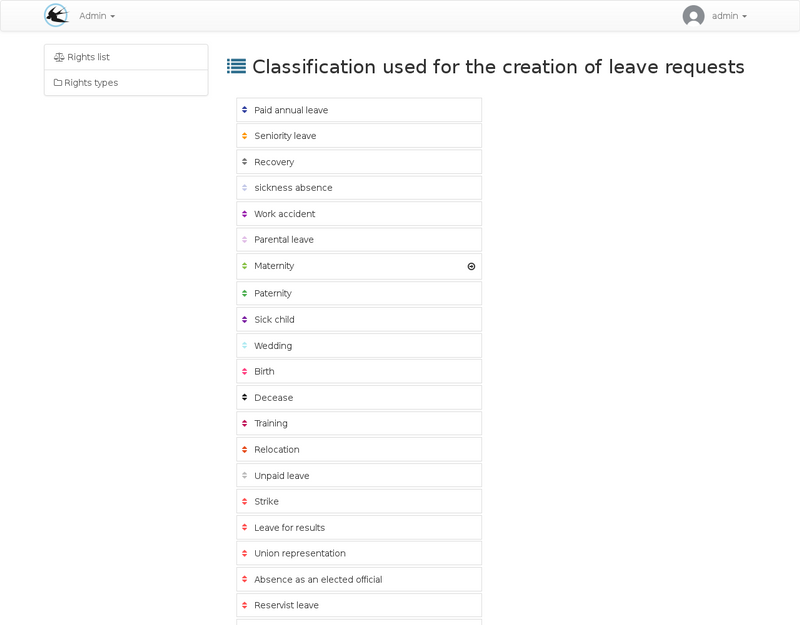 Admin
admin
Rights list
Rights types
Classification used for the creation of leave requests
Paid annual leave
Seniority leave
Recovery
sickness absence
Work accident
Parental leave
Maternity
Paternity
Sick child
Wedding
Birth
Decease
Training
Relocation
Unpaid leave
Strike
Leave for results
Union representation
Absence as an elected official
Reservist leave